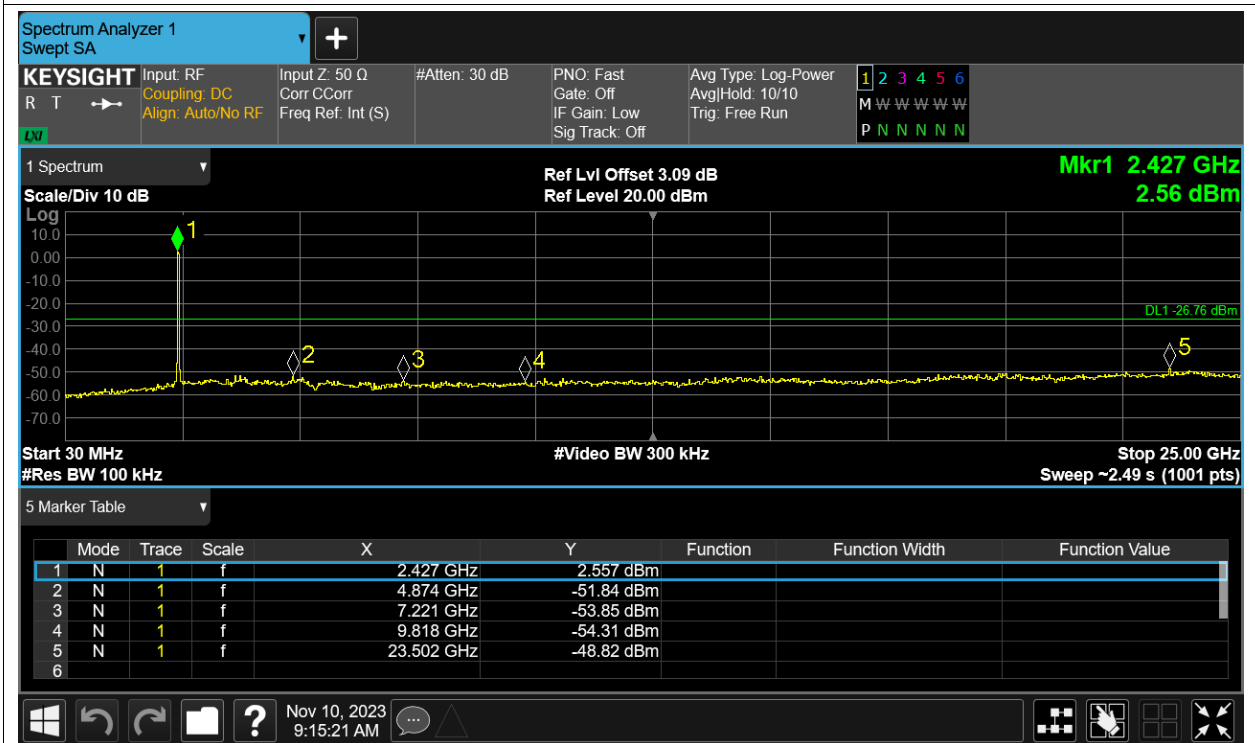 Spectrum Analyzer 1
Swept SA
KEYSIGHT
R T
LXI
Input: RF
Coupling: DC
Align: Auto/No RF
Input Z: 50 Ω
Corr CCorr
Freq Ref: Int (S)
#Atten: 30 dB
PNO: Fast
Gate: Off
IF Gain: Low
Sig Track: Off
Avg Type: Log-Power
Avg|Hold: 10/10
Trig: Free Run
1 2 3 4 5 6
M W W W W W
P N N N N N
1 Spectrum
Scale/Div 10 dB
Ref Lvl Offset 3.09 dB
Ref Level 20.00 dBm
Mkr1 2.427 GHz
2.56 dBm
Log
10.0
0.00
-10.0
-20.0
-30.0
-40.0
-50.0
-60.0
-70.0
1
2
3
4
5
DL1 -26.76 dBm
Start 30 MHz
#Res BW 100 kHz
#Video BW 300 kHz
Stop 25.00 GHz
Sweep ~2.49 s (1001 pts)
5 Marker Table
Mode Trace Scale X Y Function Function Width Function Value
1 N 1 f 2.427 GHz 2.557 dBm
2 N 1 f 4.874 GHz -51.84 dBm
3 N 1 f 7.221 GHz -53.85 dBm
4 N 1 f 9.818 GHz -54.31 dBm
5 N 1 f 23.502 GHz -48.82 dBm
6
?
Nov 10, 2023
9:15:21 AM